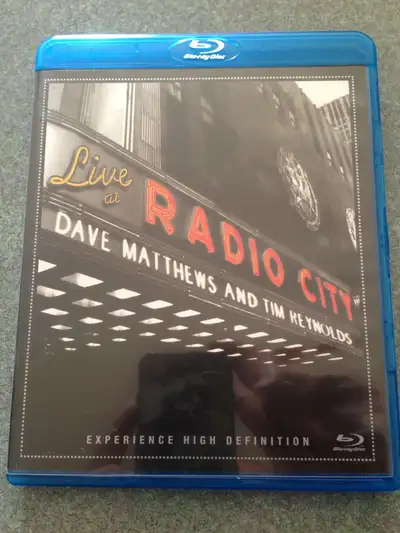 Blu-ray Disc
Live
at
RADIO CITY
DAVE MATTHEWS AND TIM REYNOLDS
EXPERIENCE HIGH DEFINITION
Blu-ray Disc